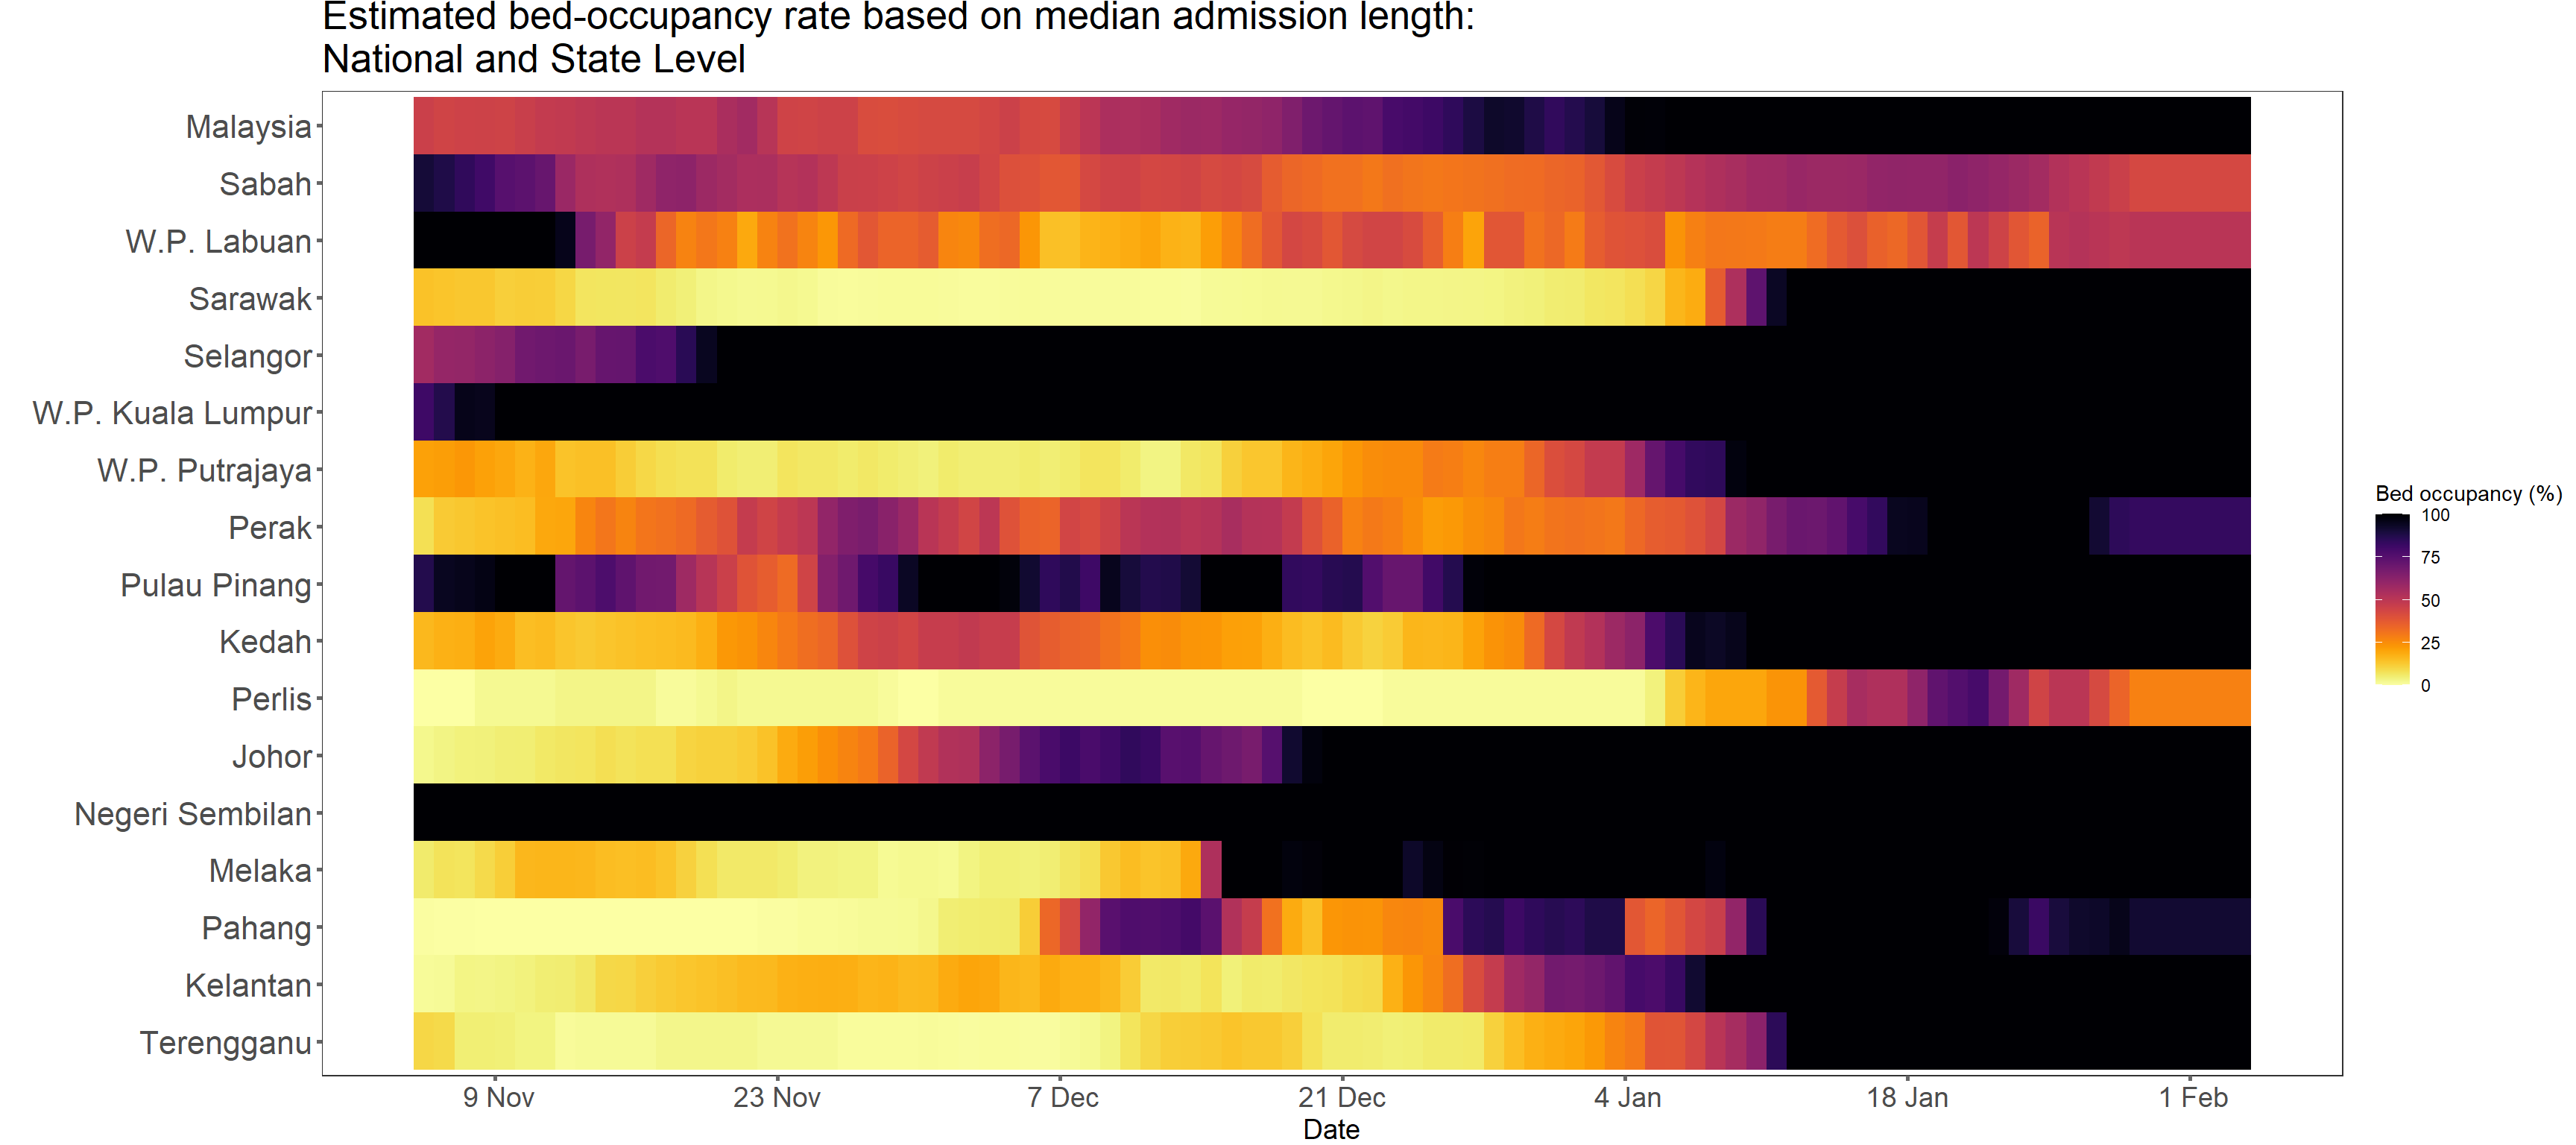 Estimated bed-occupancy rate based on median admission length:
National and State Level
Malaysia
Sabah
W.P. Labuan
Sarawak
Selangor
W.P. Kuala Lumpur
W.P. Putrajaya
Perak
Pulau Pinang
Kedah
Perlis
Johor
Negeri Sembilan
Melaka
Pahang
Kelantan
Terengganu
9 Nov
23 Nov
7 Dec
21 Dec
4 Jan
18 Jan
1 Feb
Date
Bed occupancy (%)
100
75
50
25
0